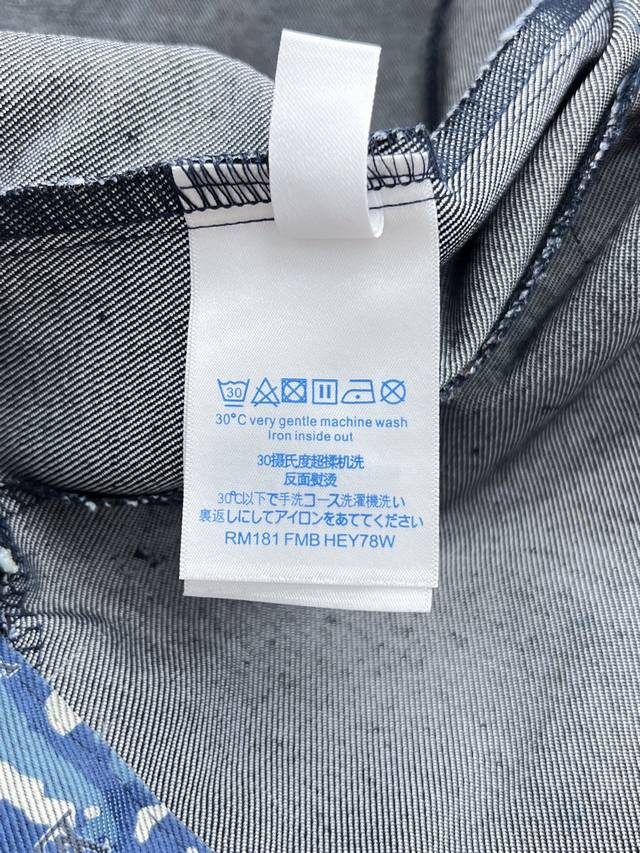 30
30°C very gentle machine wash
Iron inside out
30摄氏度超揉机洗
反面熨烫
30℃以下で手洗コース洗濯機洗い
裏返しにしてアイロンをあててください
RM181 FMB HEY78W